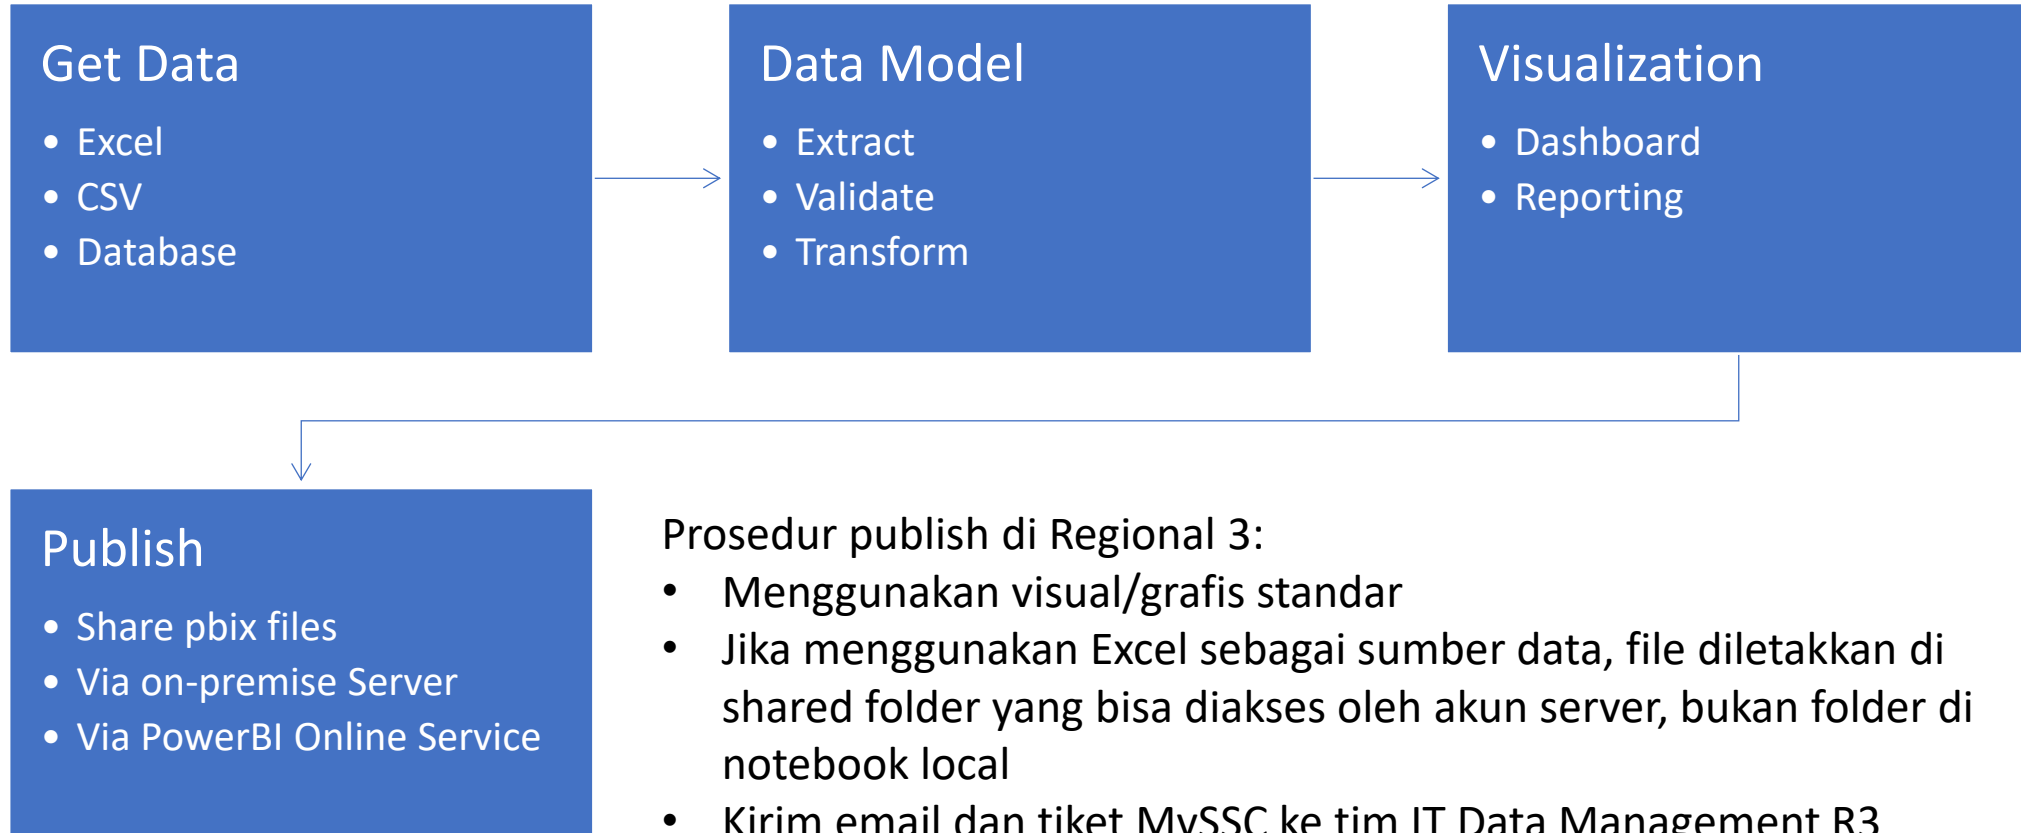 Get Data
• Excel
• CSV
• Database
Data Model
• Extract
• Validate
• Transform
Visualization
• Dashboard
• Reporting
Publish
• Share pbix files
• Via on-premise Server
• Via PowerBI Online Service
Prosedur publish di Regional 3:
• Menggunakan visual/grafis standar
• Jika menggunakan Excel sebagai sumber data, file diletakkan di
shared folder yang bisa diakses oleh akun server, bukan folder di
notebook local
• Kirim email dan tiket MySSC ke tim IT Data Management R3